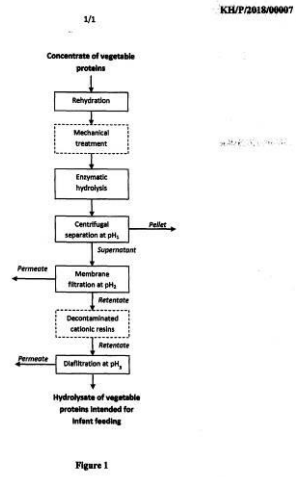 KH/P/2018/00007
1/1
Concentrate of vegetable
proteins
Rehydration
Mechanical
treatment
Enzymatic
hydrolysis
Centrifugal
separation at pH₁
Pellet
Supernatant
Permeate
Membrane
filtration at pH₂
Retentate
Decontaminated
cationic resins
Retentate
Permeate
Diafiltration at pH₃
Hydrolysate of vegetable
proteins intended for
infant feeding
Figure 1